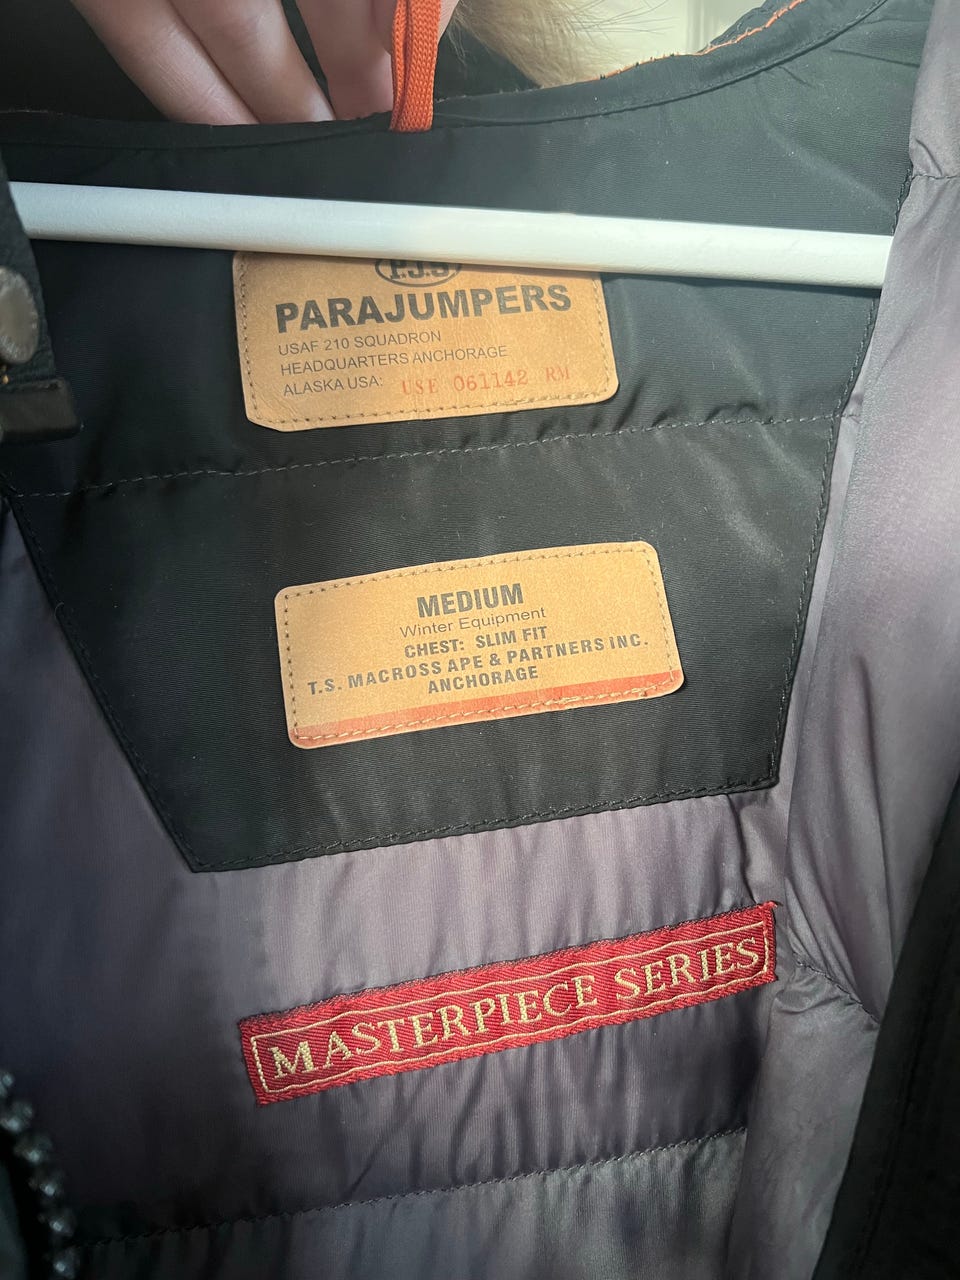 P.J.S
PARAJUMPERS
USAF 210 SQUADRON
HEADQUARTERS ANCHORAGE
ALASKA USA: USE 061142 RM
MEDIUM
Winter Equipment
CHEST: SLIM FIT
T.S. MACROSS APE & PARTNERS INC.
ANCHORAGE
MASTERPIECE SERIES